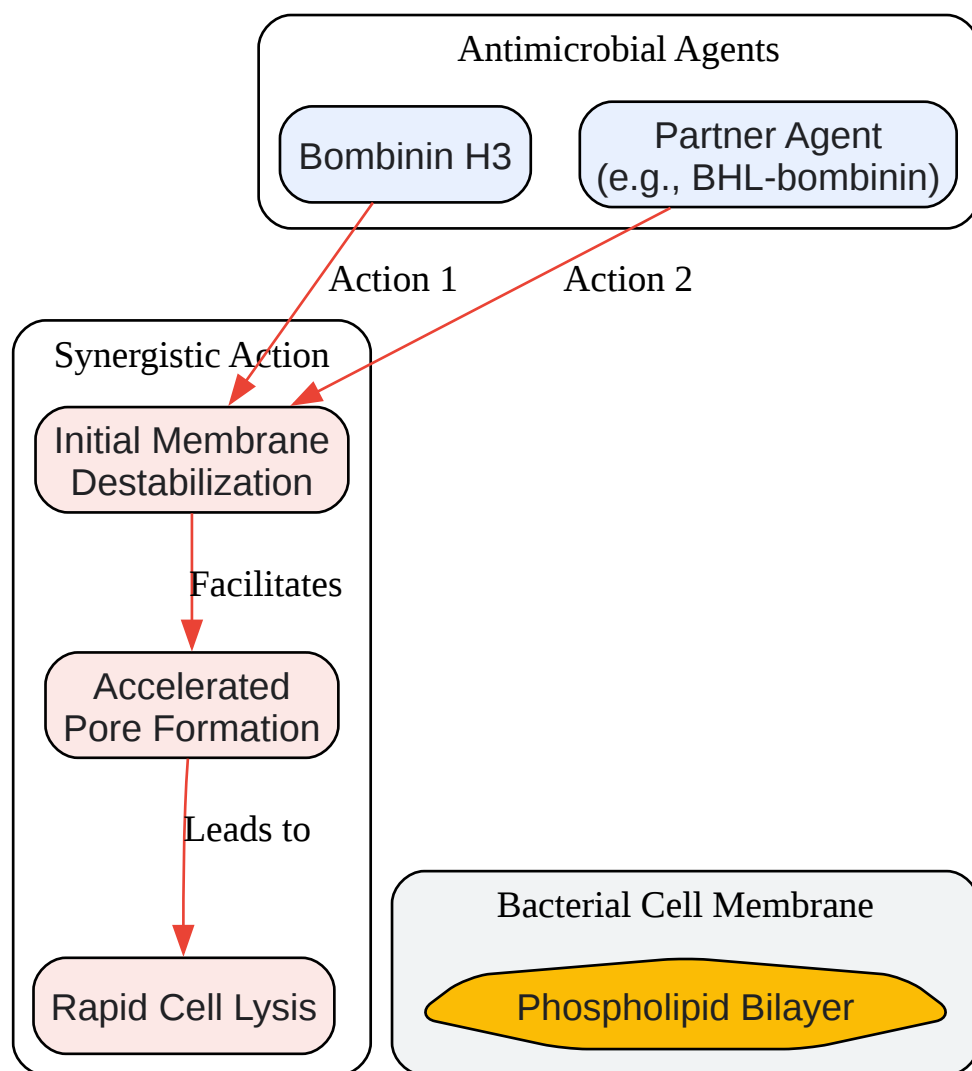 Antimicrobial Agents
Bombinin H3
Partner Agent
(e.g., BHL-bombinin)
Action 1
Action 2
Synergistic Action
Initial Membrane
Destabilization
Facilitates
Accelerated
Pore Formation
Leads to
Rapid Cell Lysis
Bacterial Cell Membrane
Phospholipid Bilayer